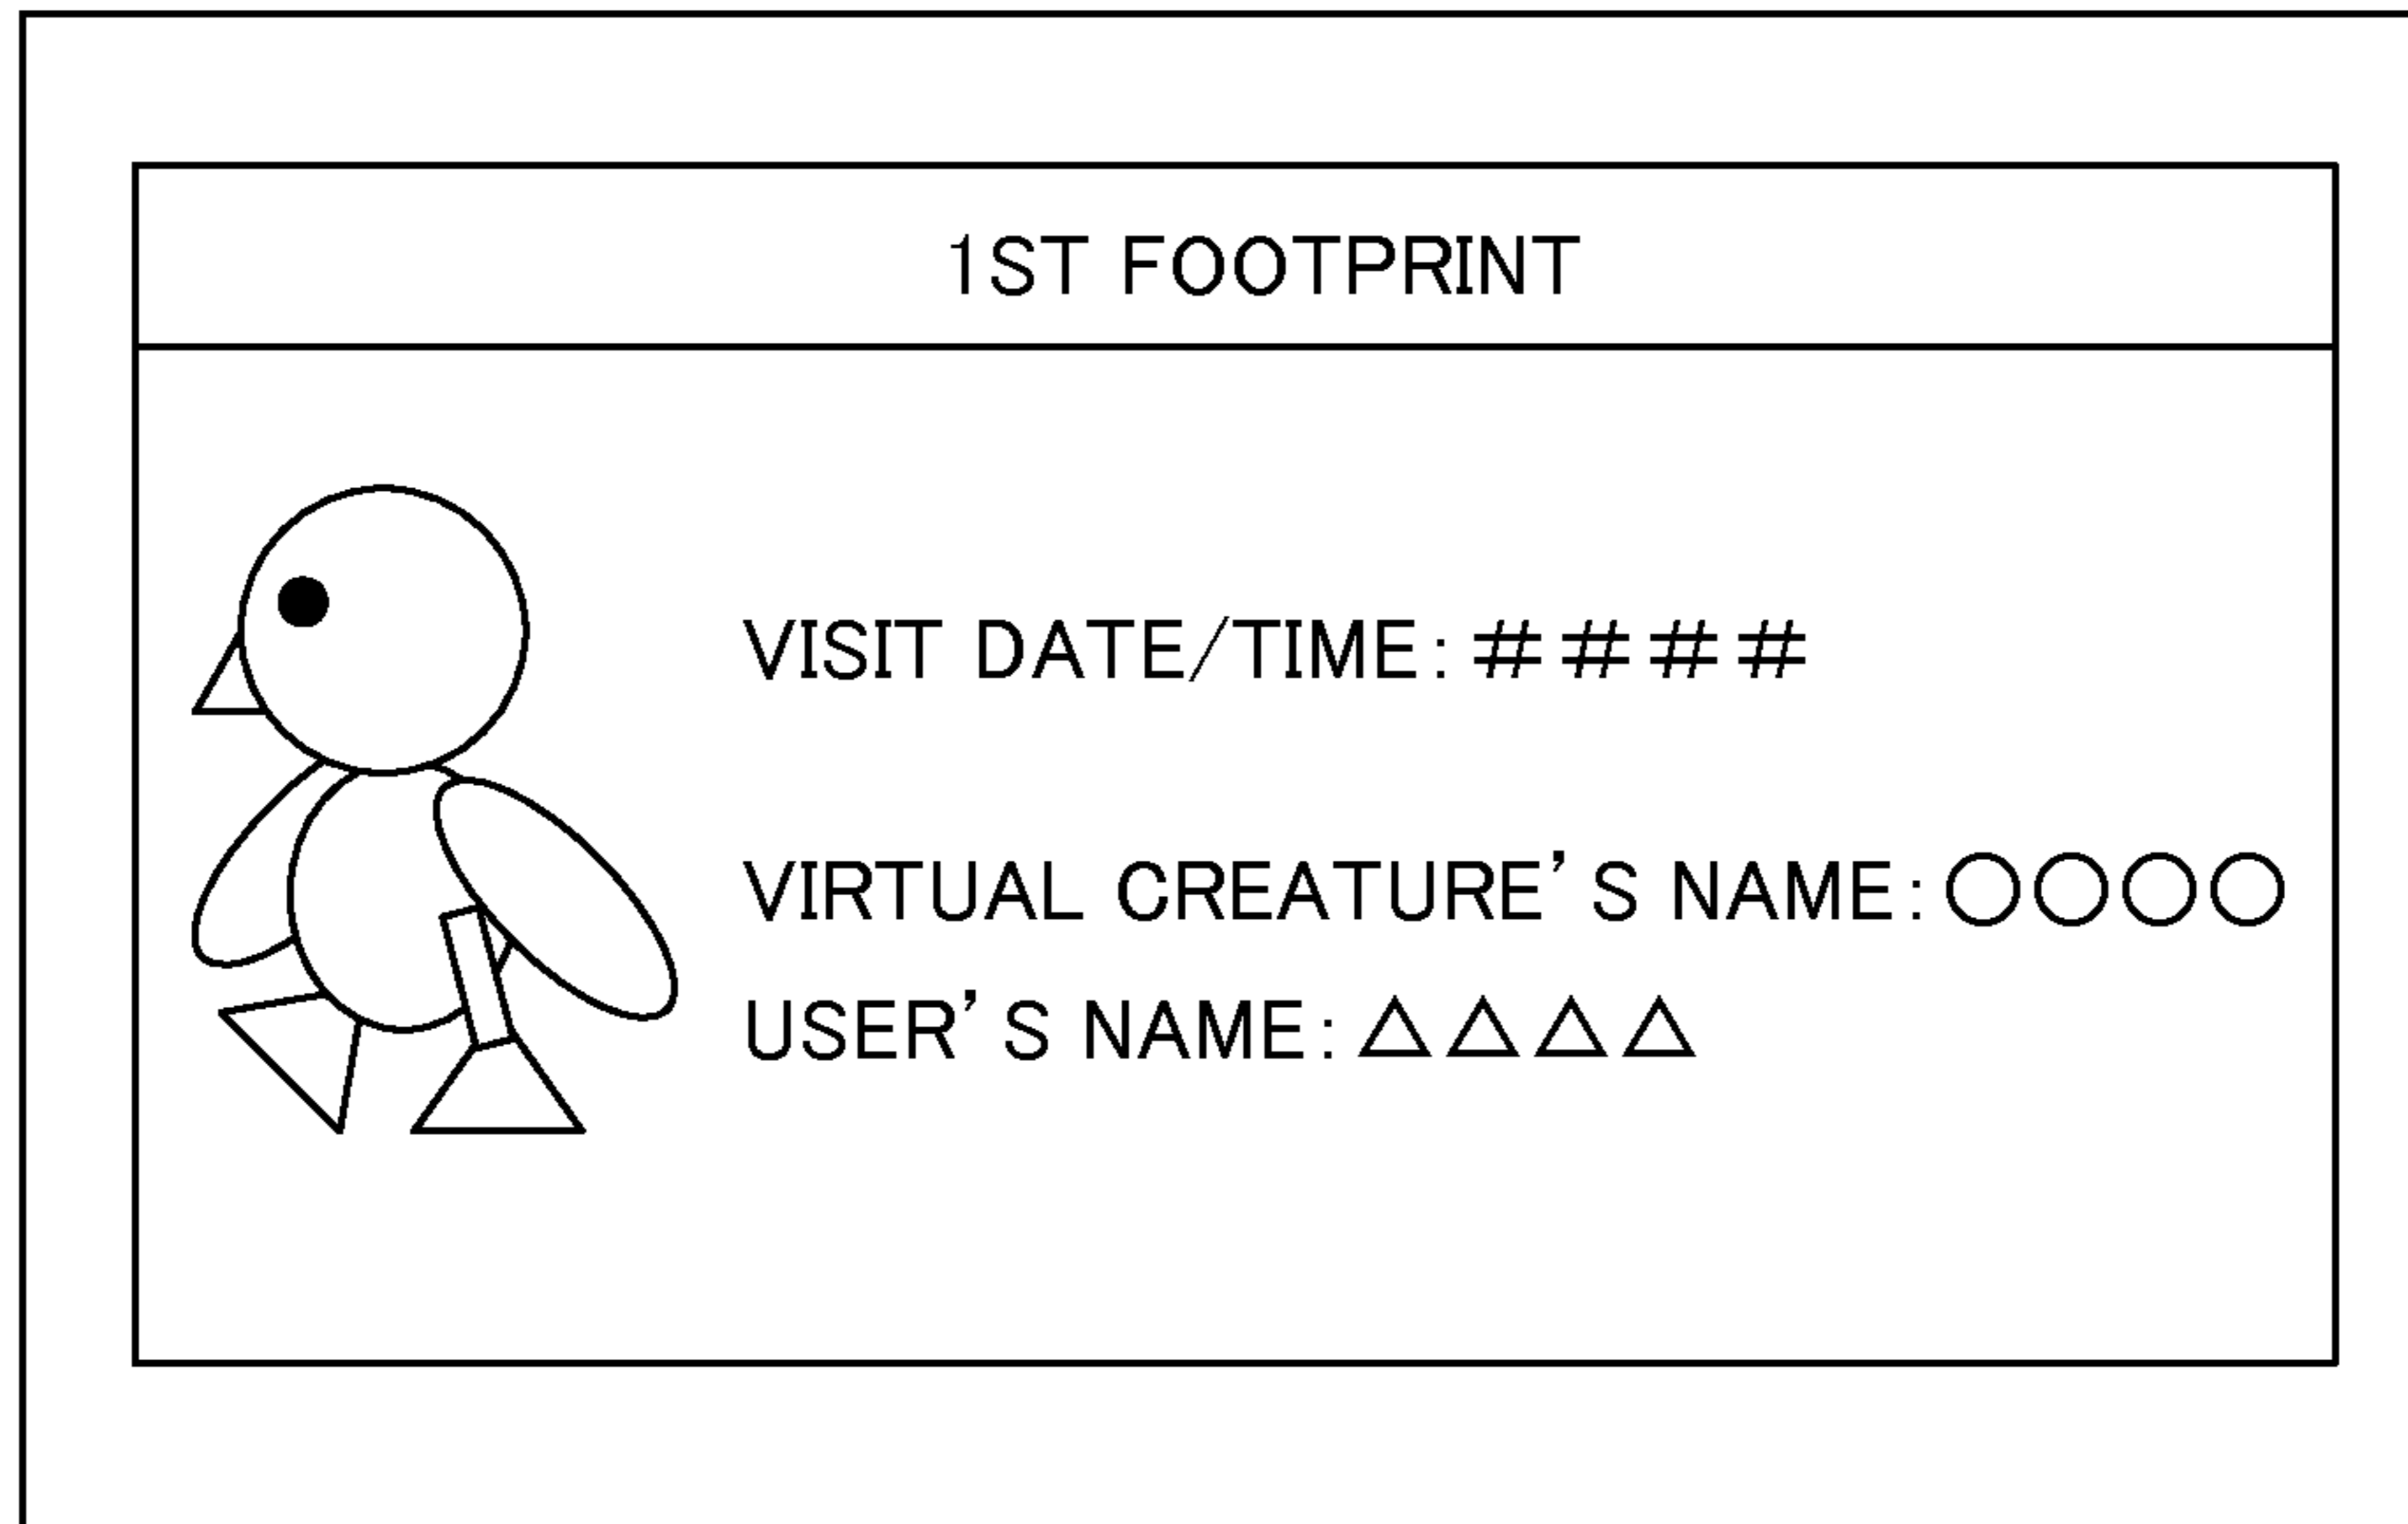 1ST FOOTPRINT
VISIT DATE/TIME:####
VIRTUAL CREATURE'S NAME:○○○○
USER'S NAME:△△△△